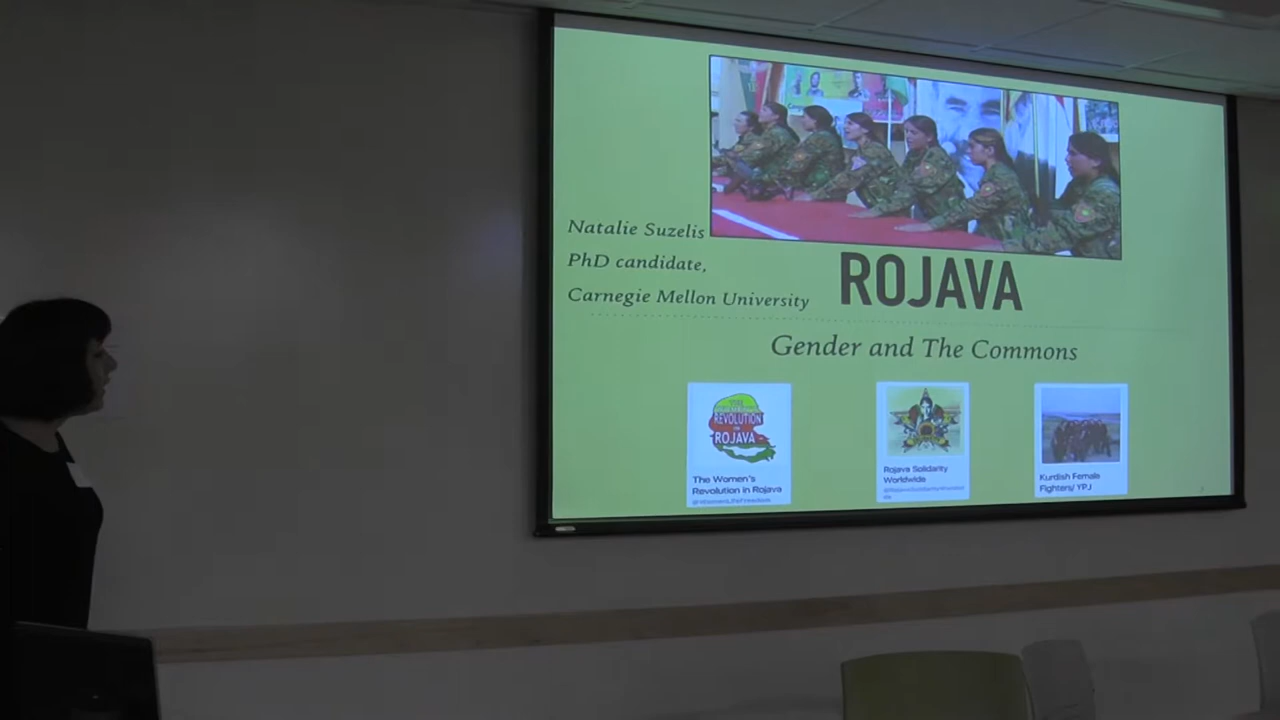 Natalie Suzelis
PhD candidate,
Carnegie Mellon University
ROJAVA
Gender and The Commons
REVOLUTION
ROJAVA
The Women's
Revolution in Rojava
Rojava Solidarity
Worldwide
Kurdish Female
Fighters/ YPJ